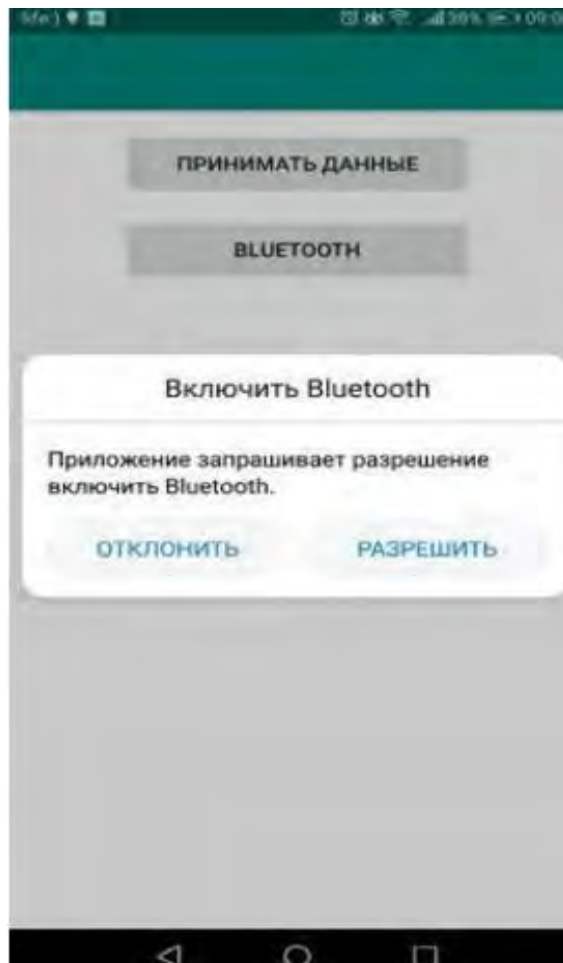 ПРИНИМАТЬ ДАННЫЕ
BLUETOOTH
Включить Bluetooth
Приложение запрашивает разрешение
включить Bluetooth.
ОТКЛОНИТЬ РАЗРЕШИТЬ